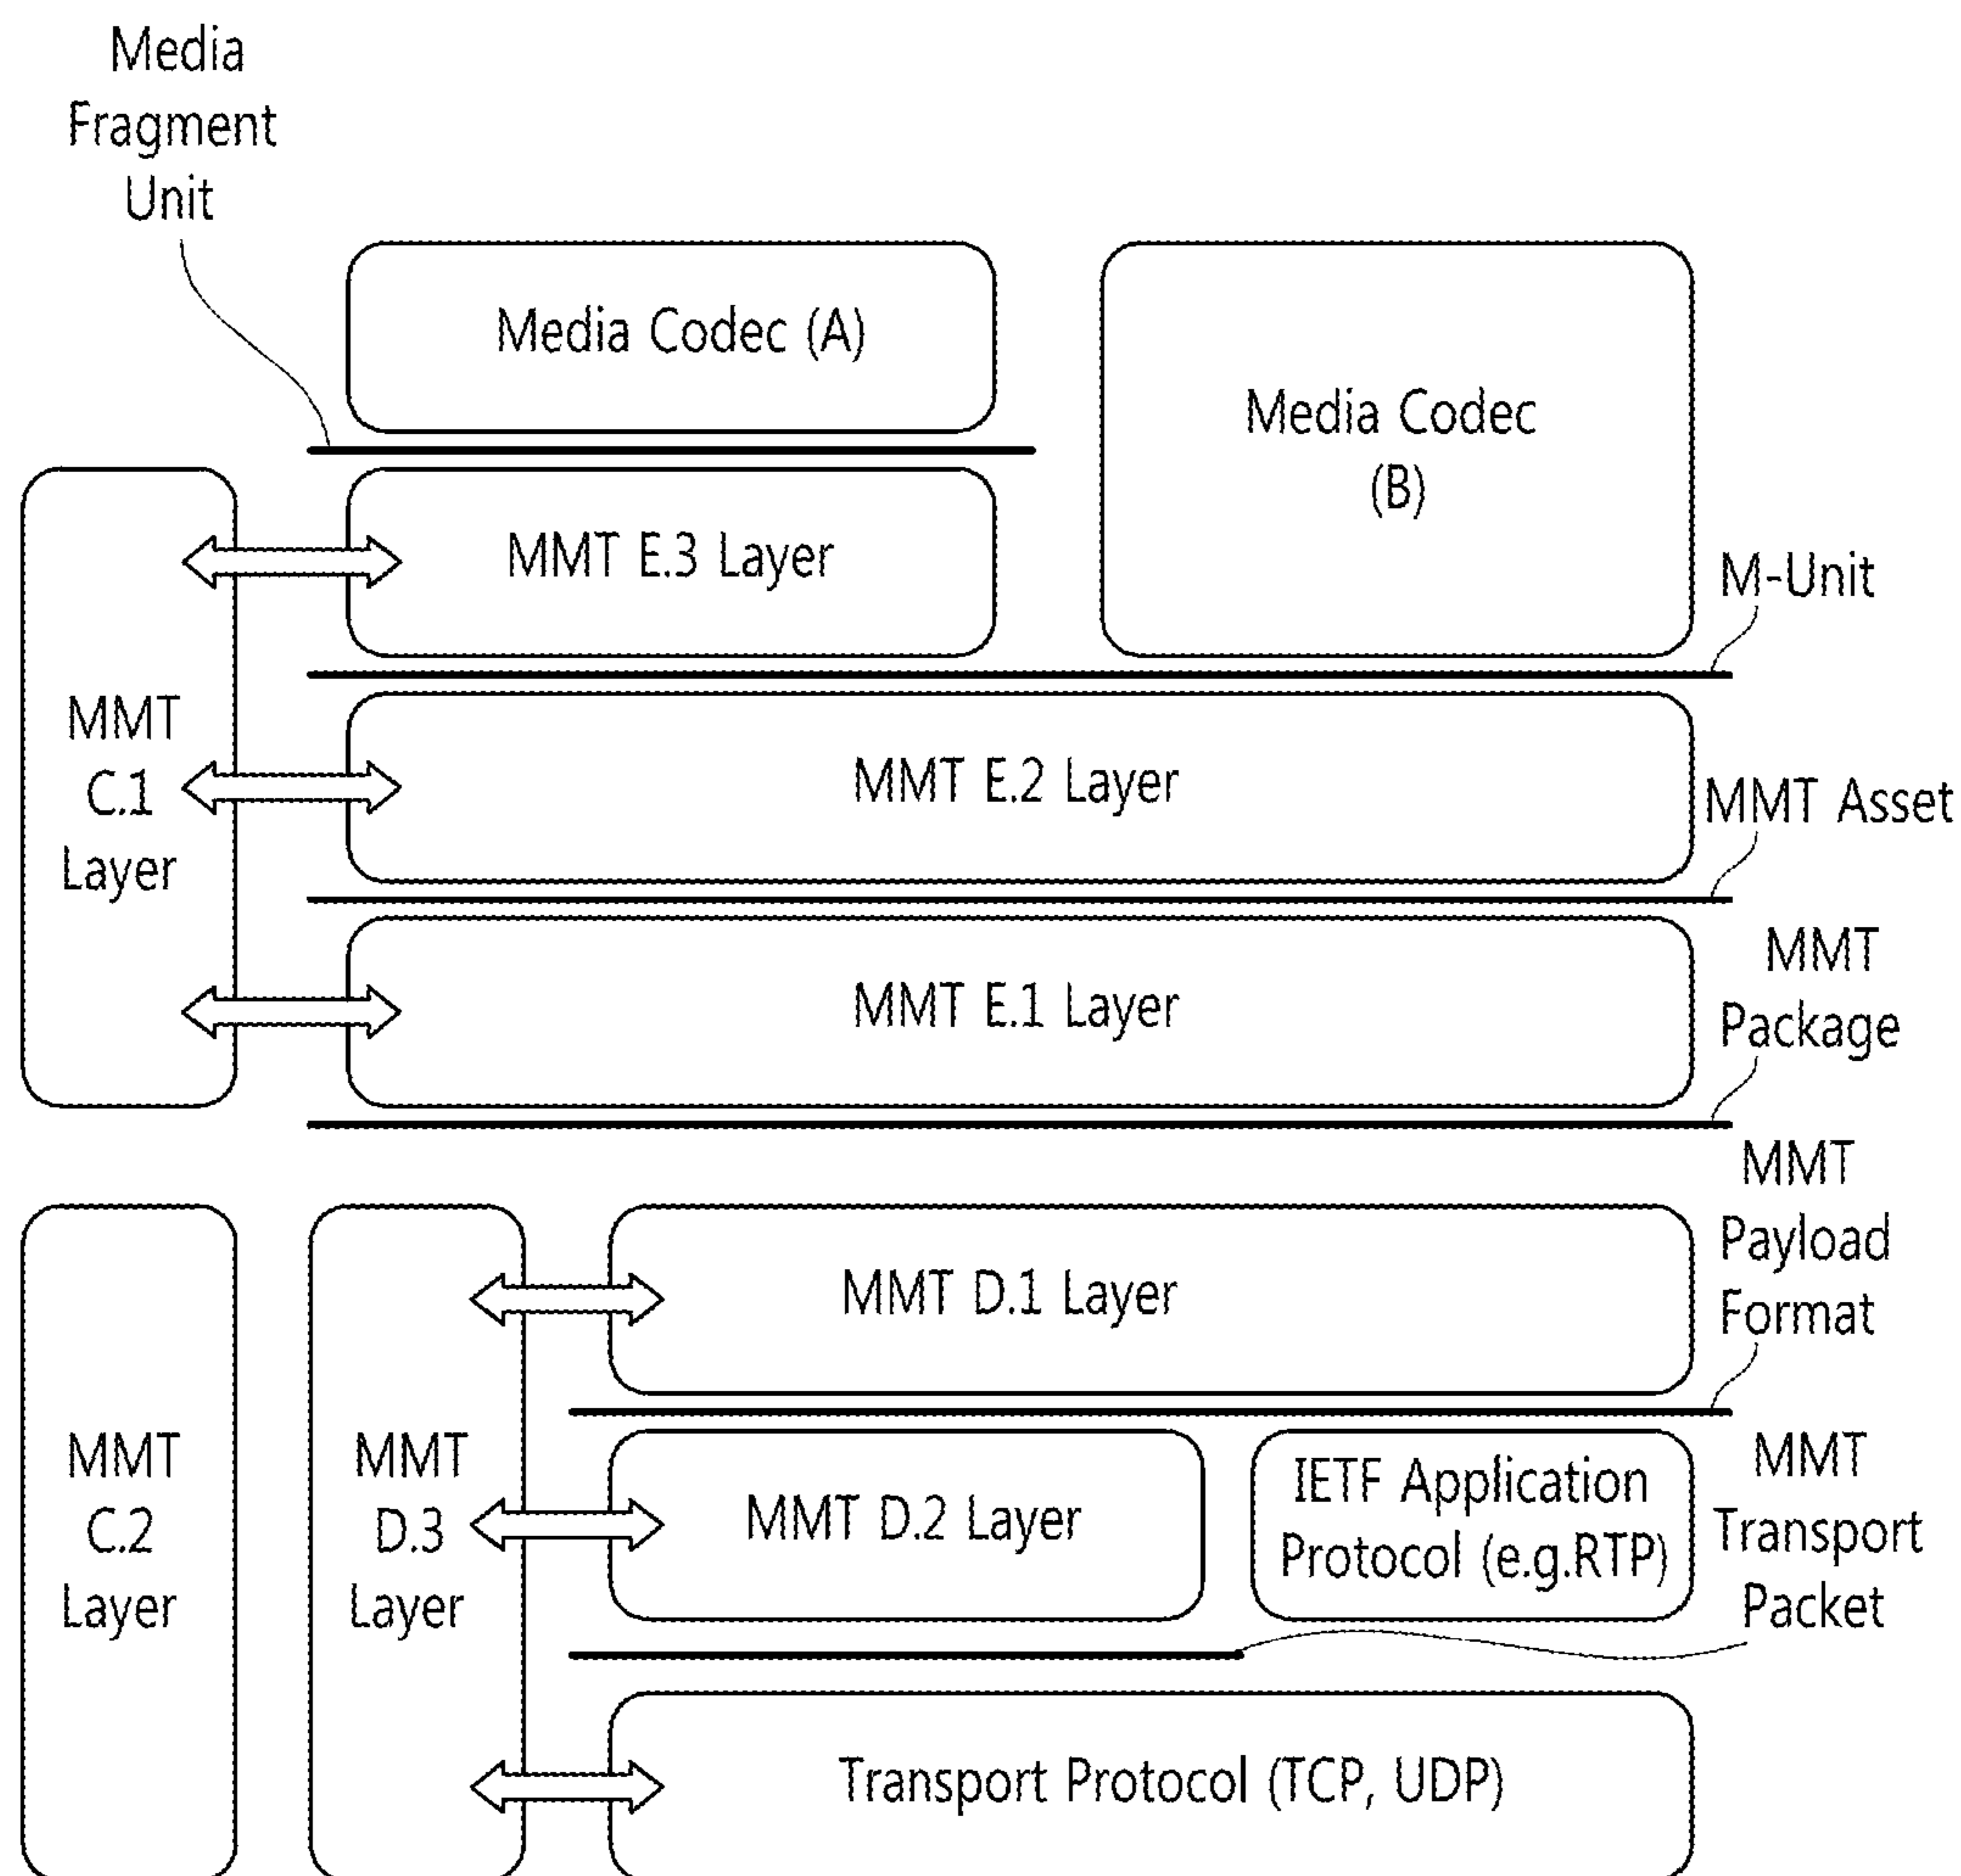 Media
Fragment
Unit
Media Codec (A)
Media Codec
(B)
MMT E.3 Layer
M-Unit
MMT
C.1
Layer
MMT E.2 Layer
MMT Asset
MMT E.1 Layer
MMT
Package
MMT
Payload
Format
MMT D.1 Layer
MMT
C.2
Layer
MMT
D.3
Layer
MMT D.2 Layer
IETF Application
Protocol (e.g.RTP)
MMT
Transport
Packet
Transport Protocol (TCP, UDP)